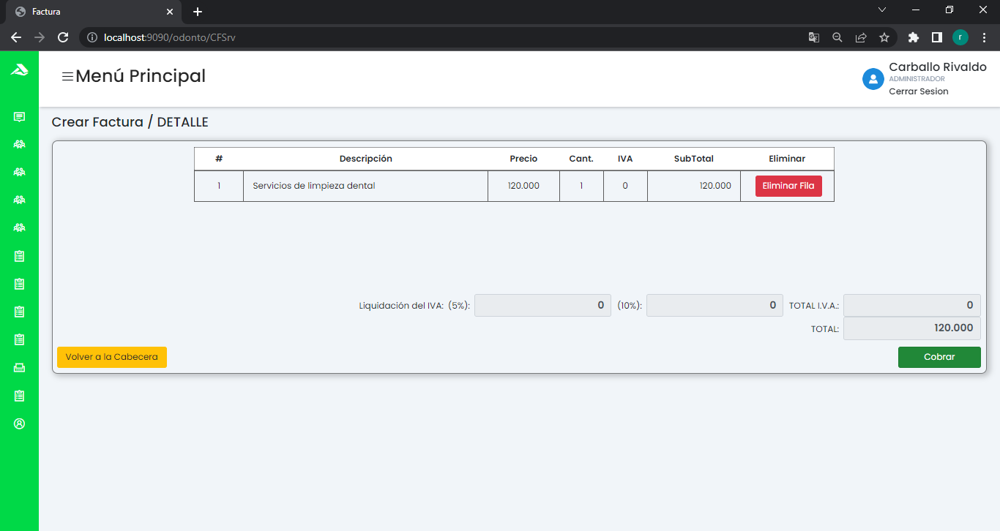 Factura
localhost:9090/odonto/CFSrv
r
Menú Principal
Carballo Rivaldo
ADMINISTRADOR
Cerrar Sesion
Crear Factura / DETALLE
# Descripción Precio Cant. IVA SubTotal Eliminar
1 Servicios de limpieza dental 120.000 1 0 120.000 Eliminar Fila
Liquidación del IVA: (5%): 0 (10%): 0 TOTAL I.V.A.: 0
TOTAL: 120.000
Volver a la Cabecera Cobrar